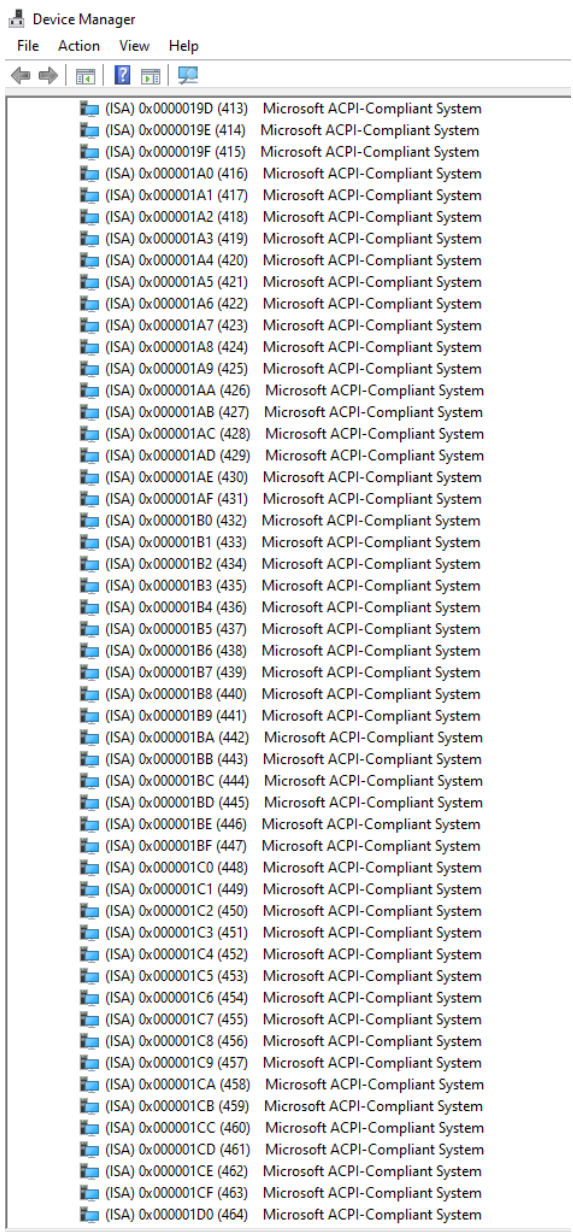 Device Manager
File Action View Help
(ISA) 0x0000019D (413) Microsoft ACPI-Compliant System
(ISA) 0x0000019E (414) Microsoft ACPI-Compliant System
(ISA) 0x0000019F (415) Microsoft ACPI-Compliant System
(ISA) 0x000001A0 (416) Microsoft ACPI-Compliant System
(ISA) 0x000001A1 (417) Microsoft ACPI-Compliant System
(ISA) 0x000001A2 (418) Microsoft ACPI-Compliant System
(ISA) 0x000001A3 (419) Microsoft ACPI-Compliant System
(ISA) 0x000001A4 (420) Microsoft ACPI-Compliant System
(ISA) 0x000001A5 (421) Microsoft ACPI-Compliant System
(ISA) 0x000001A6 (422) Microsoft ACPI-Compliant System
(ISA) 0x000001A7 (423) Microsoft ACPI-Compliant System
(ISA) 0x000001A8 (424) Microsoft ACPI-Compliant System
(ISA) 0x000001A9 (425) Microsoft ACPI-Compliant System
(ISA) 0x000001AA (426) Microsoft ACPI-Compliant System
(ISA) 0x000001AB (427) Microsoft ACPI-Compliant System
(ISA) 0x000001AC (428) Microsoft ACPI-Compliant System
(ISA) 0x000001AD (429) Microsoft ACPI-Compliant System
(ISA) 0x000001AE (430) Microsoft ACPI-Compliant System
(ISA) 0x000001AF (431) Microsoft ACPI-Compliant System
(ISA) 0x000001B0 (432) Microsoft ACPI-Compliant System
(ISA) 0x000001B1 (433) Microsoft ACPI-Compliant System
(ISA) 0x000001B2 (434) Microsoft ACPI-Compliant System
(ISA) 0x000001B3 (435) Microsoft ACPI-Compliant System
(ISA) 0x000001B4 (436) Microsoft ACPI-Compliant System
(ISA) 0x000001B5 (437) Microsoft ACPI-Compliant System
(ISA) 0x000001B6 (438) Microsoft ACPI-Compliant System
(ISA) 0x000001B7 (439) Microsoft ACPI-Compliant System
(ISA) 0x000001B8 (440) Microsoft ACPI-Compliant System
(ISA) 0x000001B9 (441) Microsoft ACPI-Compliant System
(ISA) 0x000001BA (442) Microsoft ACPI-Compliant System
(ISA) 0x000001BB (443) Microsoft ACPI-Compliant System
(ISA) 0x000001BC (444) Microsoft ACPI-Compliant System
(ISA) 0x000001BD (445) Microsoft ACPI-Compliant System
(ISA) 0x000001BE (446) Microsoft ACPI-Compliant System
(ISA) 0x000001BF (447) Microsoft ACPI-Compliant System
(ISA) 0x000001C0 (448) Microsoft ACPI-Compliant System
(ISA) 0x000001C1 (449) Microsoft ACPI-Compliant System
(ISA) 0x000001C2 (450) Microsoft ACPI-Compliant System
(ISA) 0x000001C3 (451) Microsoft ACPI-Compliant System
(ISA) 0x000001C4 (452) Microsoft ACPI-Compliant System
(ISA) 0x000001C5 (453) Microsoft ACPI-Compliant System
(ISA) 0x000001C6 (454) Microsoft ACPI-Compliant System
(ISA) 0x000001C7 (455) Microsoft ACPI-Compliant System
(ISA) 0x000001C8 (456) Microsoft ACPI-Compliant System
(ISA) 0x000001C9 (457) Microsoft ACPI-Compliant System
(ISA) 0x000001CA (458) Microsoft ACPI-Compliant System
(ISA) 0x000001CB (459) Microsoft ACPI-Compliant System
(ISA) 0x000001CC (460) Microsoft ACPI-Compliant System
(ISA) 0x000001CD (461) Microsoft ACPI-Compliant System
(ISA) 0x000001CE (462) Microsoft ACPI-Compliant System
(ISA) 0x000001CF (463) Microsoft ACPI-Compliant System
(ISA) 0x000001D0 (464) Microsoft ACPI-Compliant System